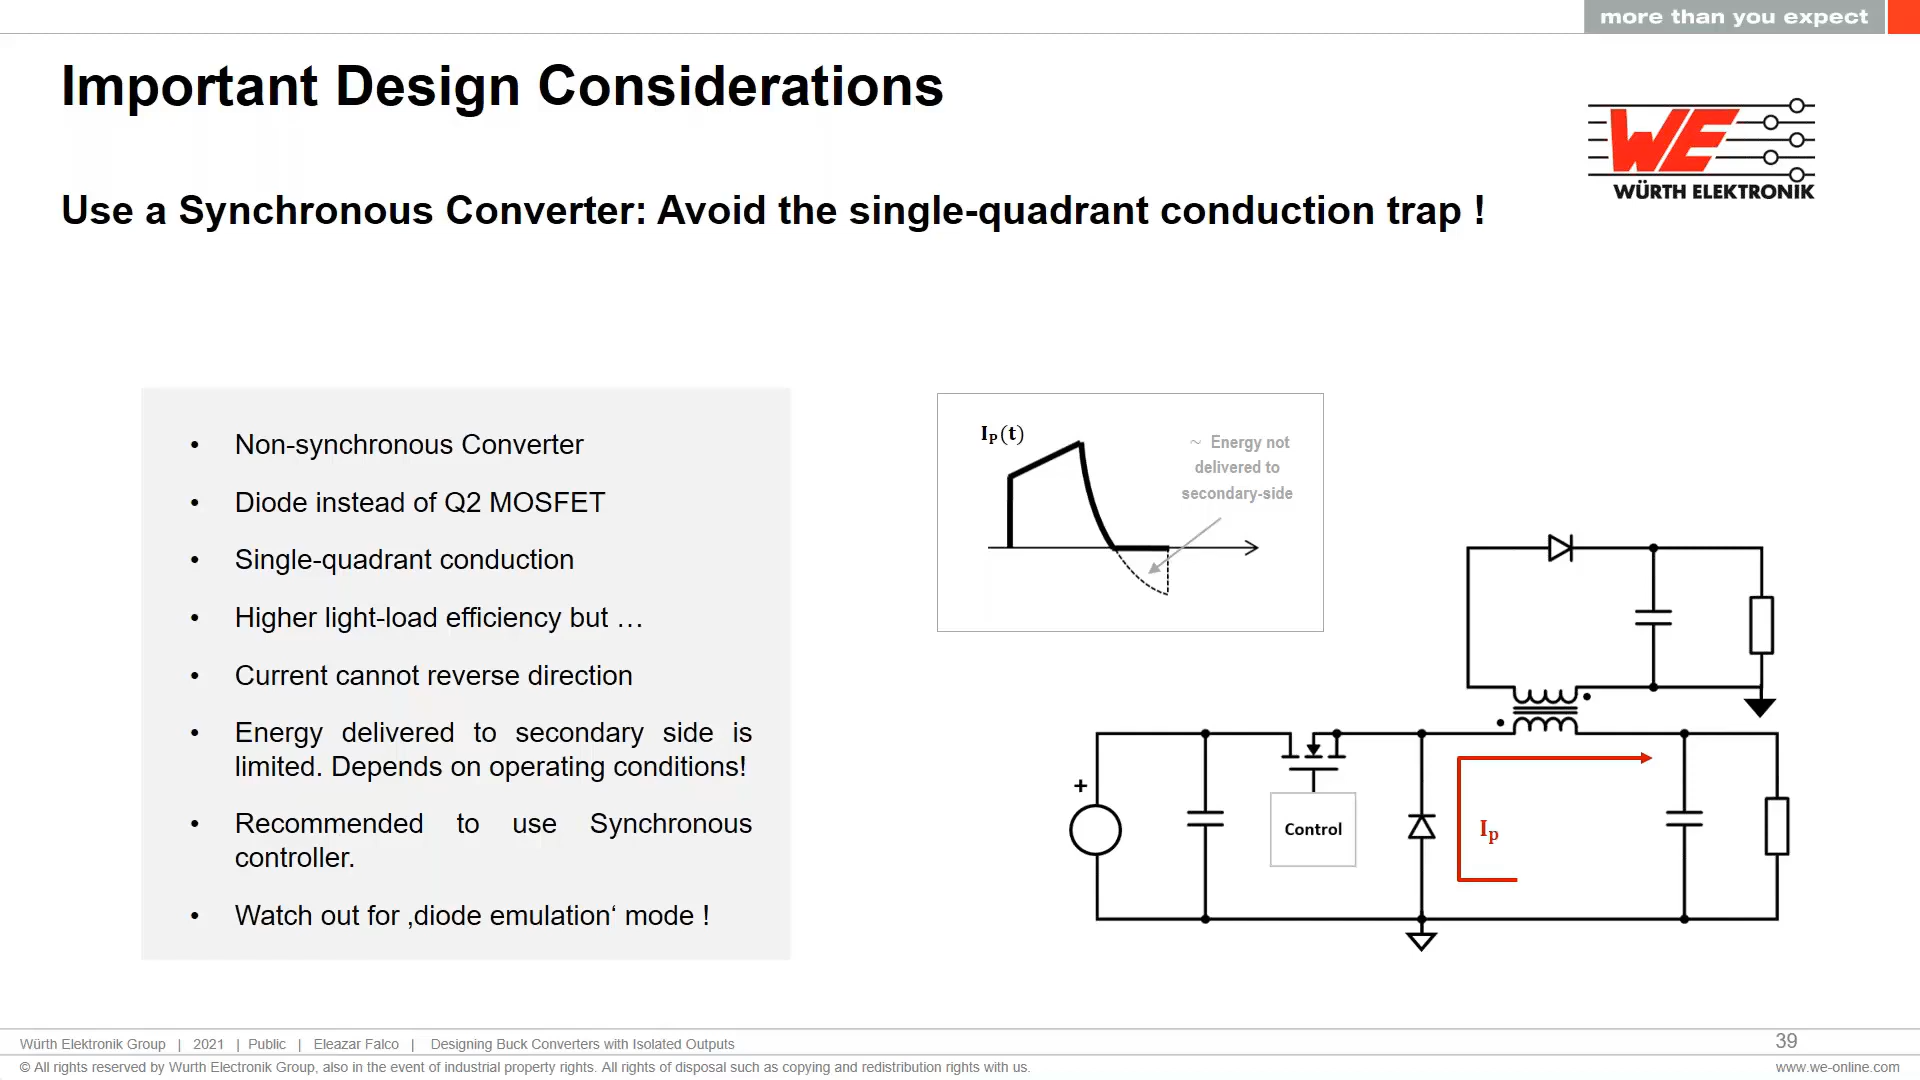 more than you expect
Important Design Considerations
WE
WÜRTH ELEKTRONIK
Use a Synchronous Converter: Avoid the single-quadrant conduction trap !
• Non-synchronous Converter
• Diode instead of Q2 MOSFET
• Single-quadrant conduction
• Higher light-load efficiency but …
• Current cannot reverse direction
• Energy delivered to secondary side is
limited. Depends on operating conditions!
• Recommended to use Synchronous
controller.
• Watch out for ‚diode emulation‘ mode !
I_P(t)
~ Energy not
delivered to
secondary-side
+
Control
I_p
Würth Elektronik Group | 2021 | Public | Eleazar Falco | Designing Buck Converters with Isolated Outputs
39
© All rights reserved by Wurth Electronik Group, also in the event of industrial property rights. All rights of disposal such as copying and redistribution rights with us.
www.we-online.com